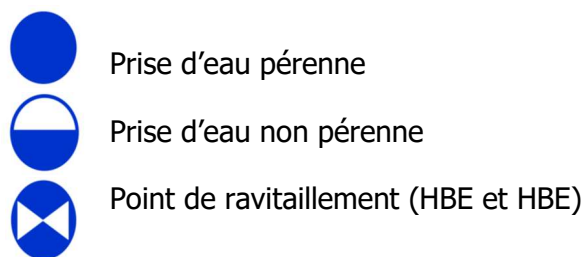 Prise d’eau pérenne
Prise d’eau non pérenne
Point de ravitaillement (HBE et HBE)